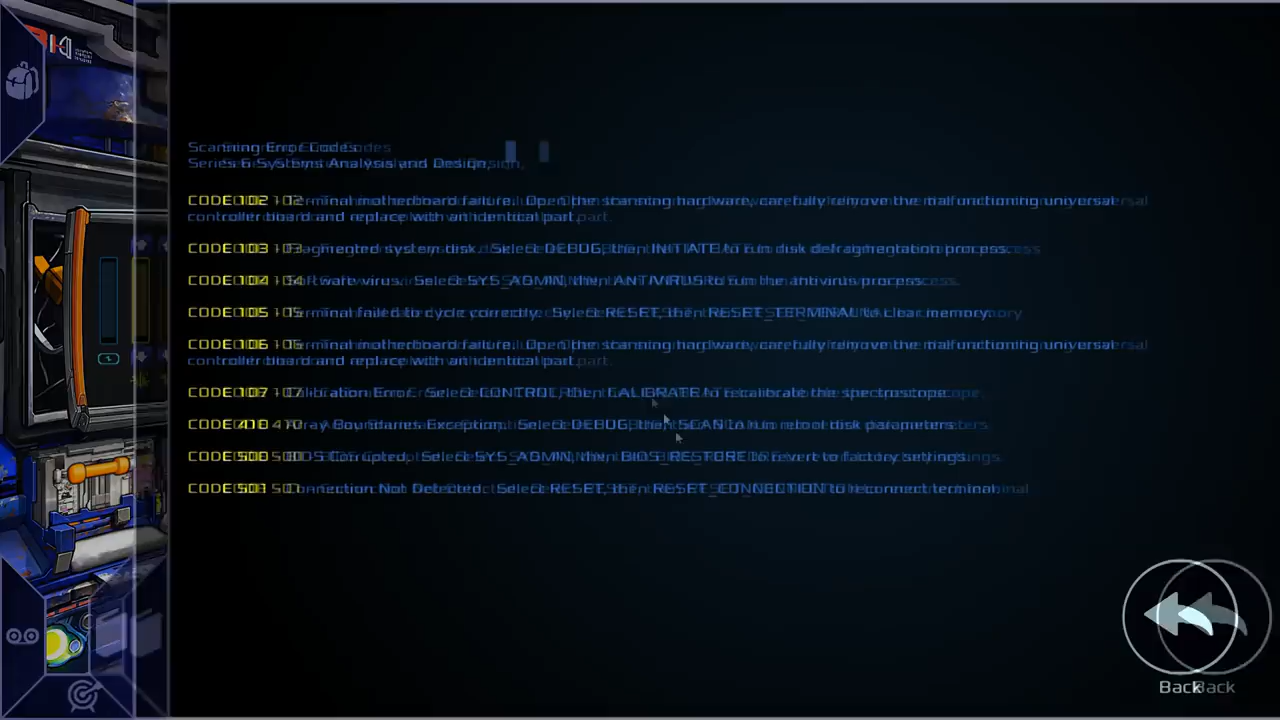 Scanning Error Codes
Series 6 Systems Analysis and Design,
CODE 102 - Terminal motherboard failure. Open the scanning hardware, carefully remove the malfunctioning universal
controller board and replace with an identical part.
CODE 103 - Fragmented system disk. Select DEBUG, then INITIATE to run disk defragmentation process.
CODE 104 - Software virus. Select SYS_ADMIN, then ANTIVIRUS to run the antivirus process.
CODE 105 - Terminal failed to cycle correctly. Select RESET, then RESET_TERMINAL to clear memory.
CODE 106 - Terminal motherboard failure. Open the scanning hardware, carefully remove the malfunctioning universal
controller board and replace with an identical part.
CODE 107 - Calibration Error. Select CONTROL, then CALIBRATE to recalibrate the spectroscope.
CODE 410 - Array Boundaries Exception. Select DEBUG, then SCAN to run reload disk parameters.
CODE 500 - BIOS Corrupted. Select SYS_ADMIN, then BIOS_RESTORE to revert to factory settings.
CODE 501 - Connection Not Detected. Select RESET, then RESET_CONNECTION to reconnect terminal
Back